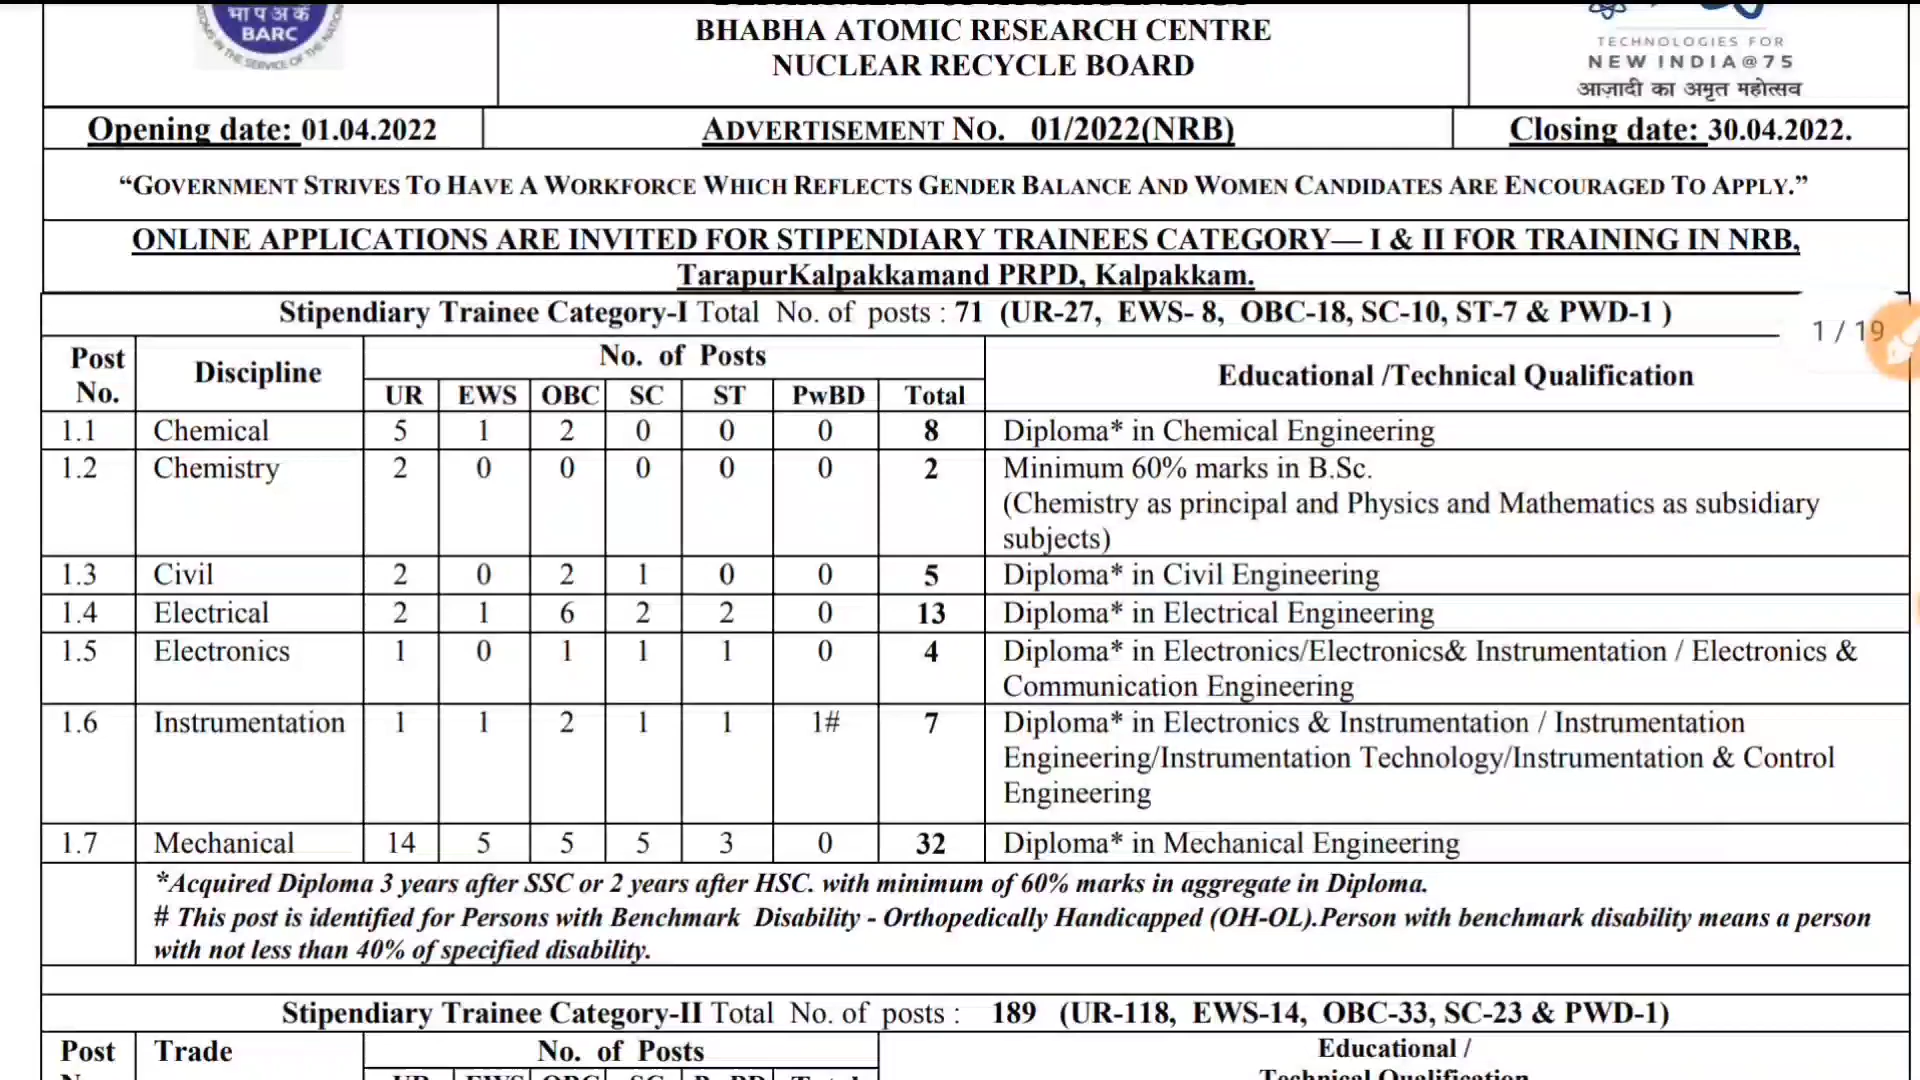 भा प अ कें
BARC
IN THE SERVICE OF THE NATION
BHABHA ATOMIC RESEARCH CENTRE
NUCLEAR RECYCLE BOARD
TECHNOLOGIES FOR
NEW INDIA@75
आज़ादी का अमृत महोत्सव
Opening date: 01.04.2022 ADVERTISEMENT NO. 01/2022(NRB) Closing date: 30.04.2022.
“GOVERNMENT STRIVES TO HAVE A WORKFORCE WHICH REFLECTS GENDER BALANCE AND WOMEN CANDIDATES ARE ENCOURAGED TO APPLY.”
ONLINE APPLICATIONS ARE INVITED FOR STIPENDIARY TRAINEES CATEGORY— I & II FOR TRAINING IN NRB,
TarapurKalpakkamand PRPD, Kalpakkam.
Stipendiary Trainee Category-I Total No. of posts : 71 (UR-27, EWS- 8, OBC-18, SC-10, ST-7 & PWD-1 )
1 / 19
Post No. Discipline No. of Posts Educational /Technical Qualification
UR EWS OBC SC ST PwBD Total
1.1 Chemical 5 1 2 0 0 0 8 Diploma* in Chemical Engineering
1.2 Chemistry 2 0 0 0 0 0 2 Minimum 60% marks in B.Sc.
(Chemistry as principal and Physics and Mathematics as subsidiary
subjects)
1.3 Civil 2 0 2 1 0 0 5 Diploma* in Civil Engineering
1.4 Electrical 2 1 6 2 2 0 13 Diploma* in Electrical Engineering
1.5 Electronics 1 0 1 1 1 0 4 Diploma* in Electronics/Electronics& Instrumentation / Electronics &
Communication Engineering
1.6 Instrumentation 1 1 2 1 1 1# 7 Diploma* in Electronics & Instrumentation / Instrumentation
Engineering/Instrumentation Technology/Instrumentation & Control
Engineering
1.7 Mechanical 14 5 5 5 3 0 32 Diploma* in Mechanical Engineering
*Acquired Diploma 3 years after SSC or 2 years after HSC. with minimum of 60% marks in aggregate in Diploma.
# This post is identified for Persons with Benchmark Disability - Orthopedically Handicapped (OH-OL).Person with benchmark disability means a person
with not less than 40% of specified disability.
Stipendiary Trainee Category-II Total No. of posts : 189 (UR-118, EWS-14, OBC-33, SC-23 & PWD-1)
Post Trade No. of Posts Educational /